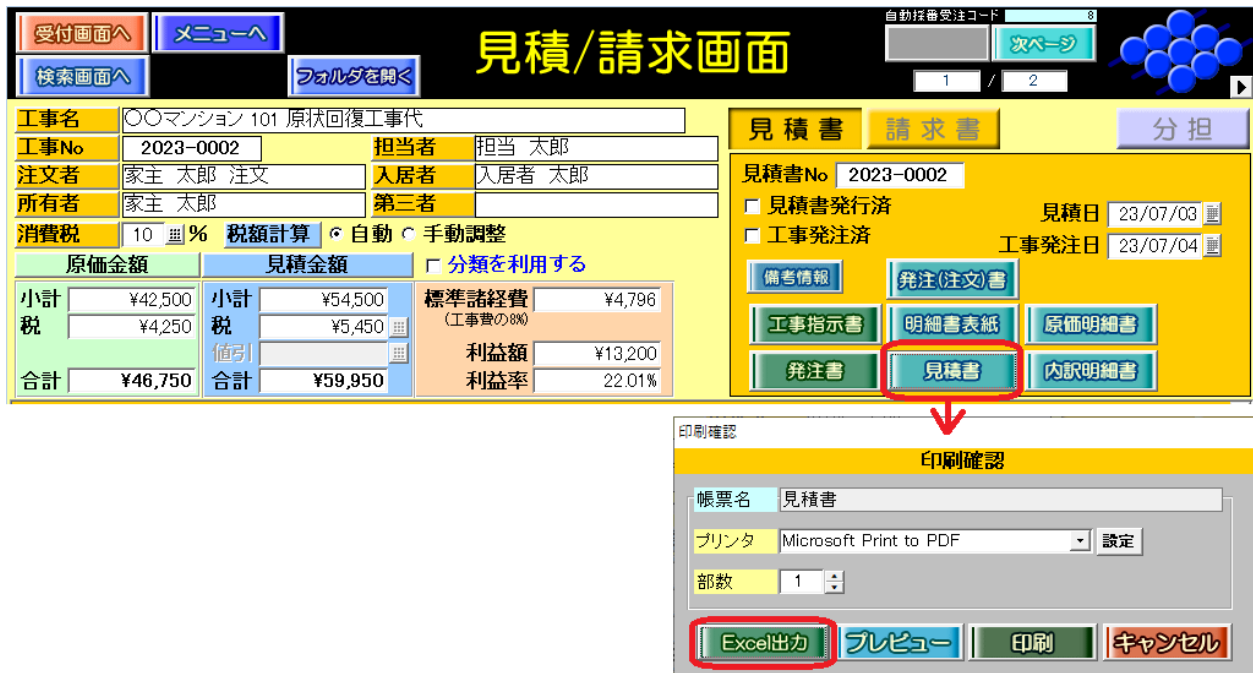 受付画面へ メニューへ
検索画面へ フォルダを開く
見積/請求画面
自動採番受注コード 8
次ページ
1 / 2
工事名 〇〇マンション 101 原状回復工事代
工事No 2023-0002 担当者 担当 太郎
注文者 家主 太郎 注文 入居者 入居者 太郎
所有者 家主 太郎 第三者
消費税 10 % 税額計算 自動 手動調整
原価金額 見積金額 分類を利用する
小計 ¥42,500 小計 ¥54,500 標準諸経費 ¥4,796
(工事費の8%)
税 ¥4,250 税 ¥5,450
値引 利益額 ¥13,200
合計 ¥46,750 合計 ¥59,950 利益率 22.01%
見積書 請求書 分担
見積書No 2023-0002
見積書発行済 見積日 23/07/03
工事発注済 工事発注日 23/07/04
備考情報 発注(注文)書
工事指示書 明細書表紙 原価明細書
発注書 見積書 内訳明細書
印刷確認
印刷確認
帳票名 見積書
プリンタ Microsoft Print to PDF 設定
部数 1
Excel出力 プレビュー 印刷 キャンセル